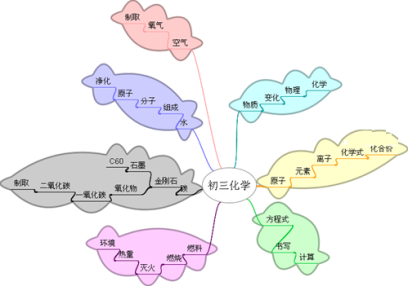 制取
氧气
空气
净化
原子
分子
组成
水
C60
石墨
金刚石
碳
制取
二氧化碳
一氧化碳
氧化物
环境
热量
灭火
燃烧
燃料
初三化学
物质
变化
物理
化学
原子
元素
离子
化学式
化合价
方程式
书写
计算